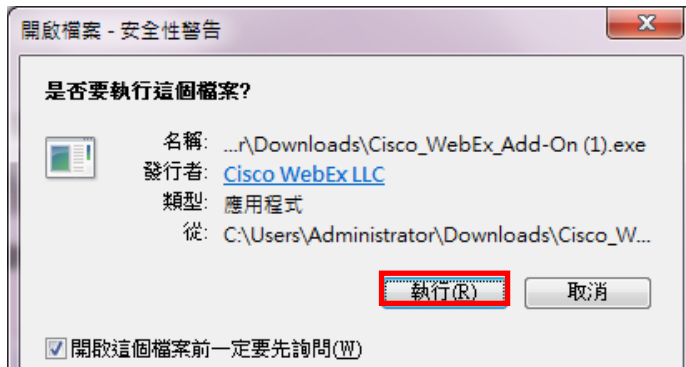 開啟檔案 - 安全性警告
是否要執行這個檔案?
名稱: ...r\Downloads\Cisco_WebEx_Add-On (1).exe
發行者: Cisco WebEx LLC
類型: 應用程式
從: C:\Users\Administrator\Downloads\Cisco_W...
執行(R) 取消
開啟這個檔案前一定要先詢問(W)